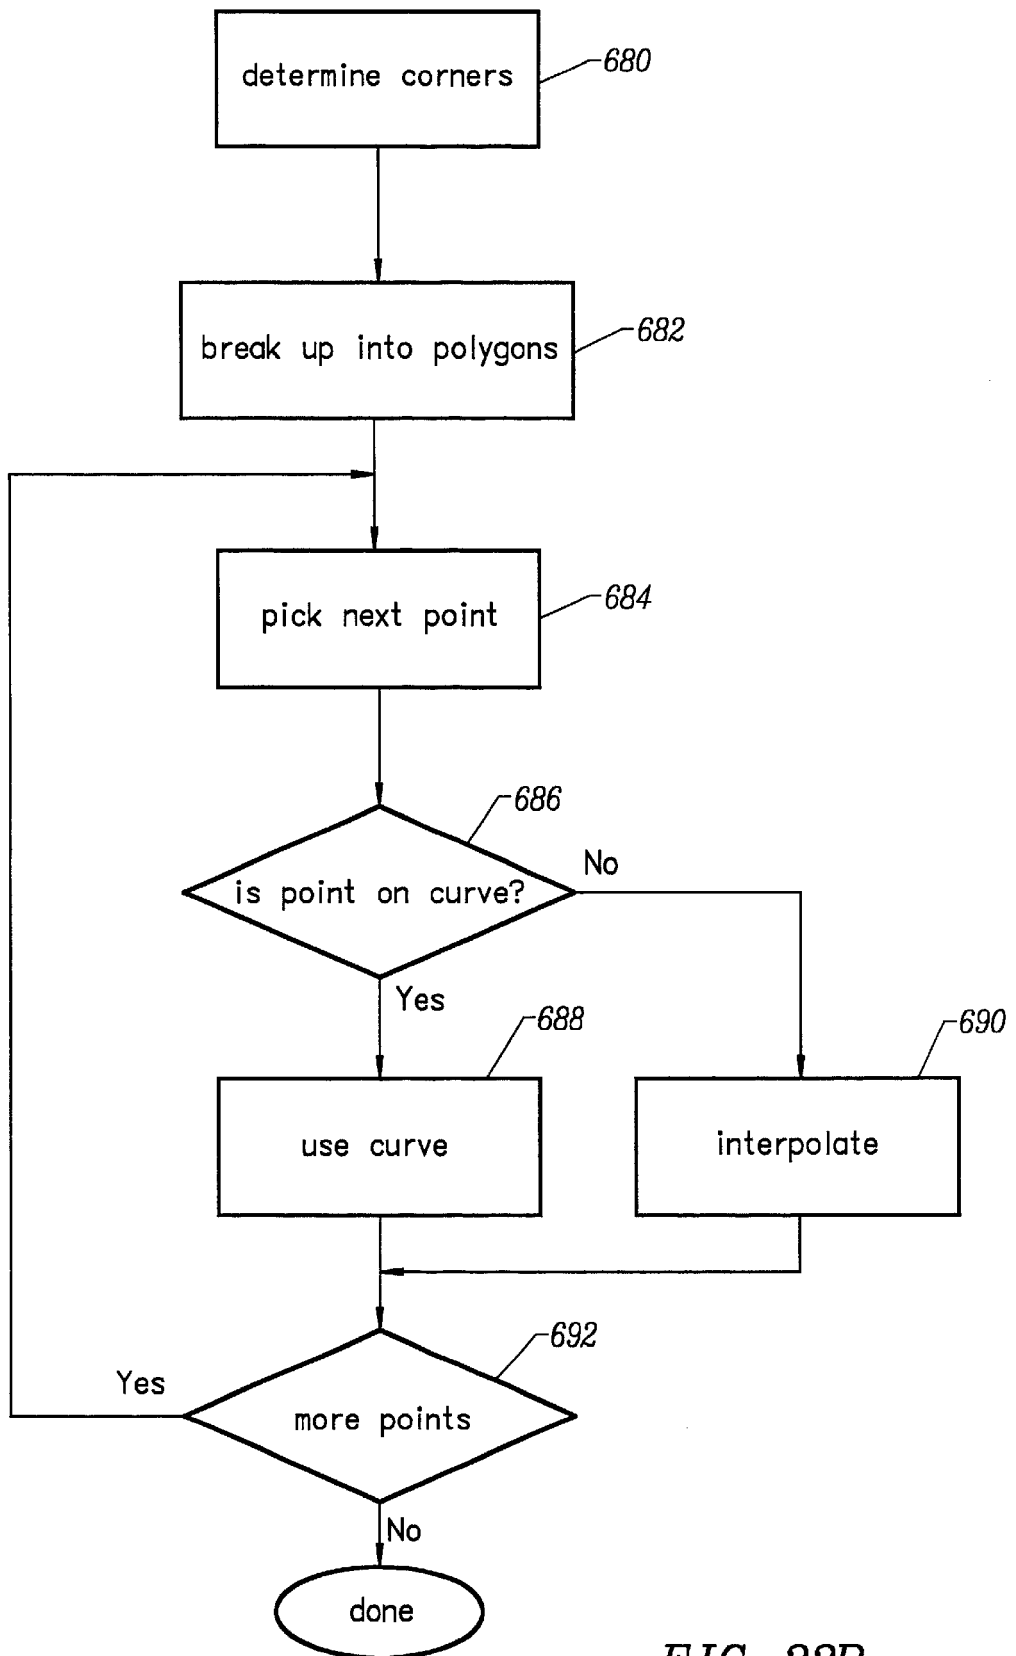 determine corners
680
break up into polygons
682
pick next point
684
686
is point on curve?
No
Yes
688
690
use curve
interpolate
692
Yes
more points
No
done